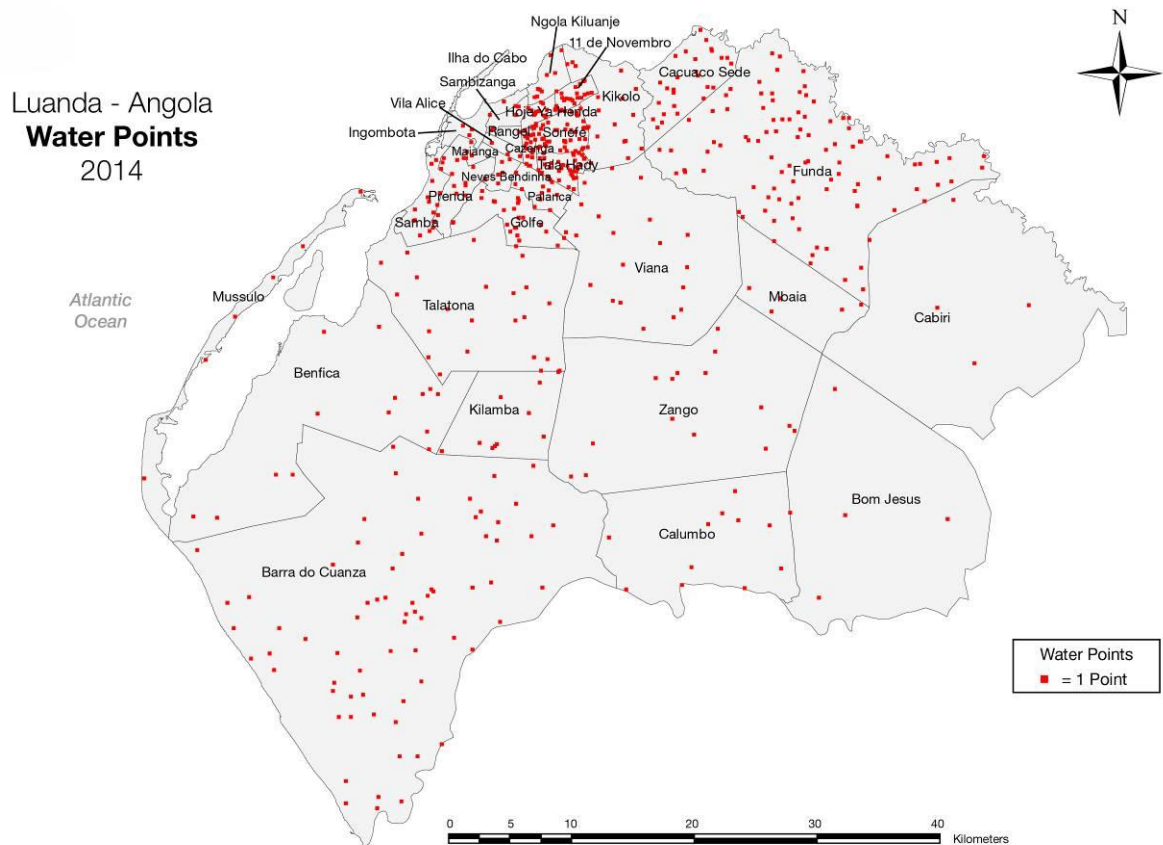 Luanda - Angola
Water Points
2014
N
Ngola Kiluanje
11 de Novembro
Ilha do Cabo
Cacuaco Sede
Sambizanga
Kikolo
Vila Alice
Hoje Ya Henda
Ingombota
Rangel
Sonefe
Maianga
Cazenga
Tala Hady
Funda
Neves Bendinha
Prenda
Palanca
Samba
Golfe
Viana
Mussulo
Mbaia
Atlantic
Ocean
Talatona
Cabiri
Benfica
Kilamba
Zango
Bom Jesus
Calumbo
Barra do Cuanza
Water Points
= 1 Point
0 5 10 20 30 40
Kilometers